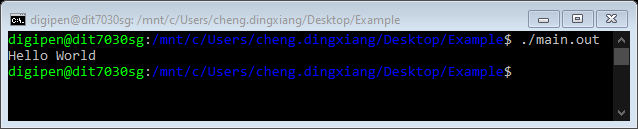 digipen@dit7030sg: /mnt/c/Users/cheng.dingxiang/Desktop/Example
digipen@dit7030sg:/mnt/c/Users/cheng.dingxiang/Desktop/Example$ ./main.out
Hello World
digipen@dit7030sg:/mnt/c/Users/cheng.dingxiang/Desktop/Example$